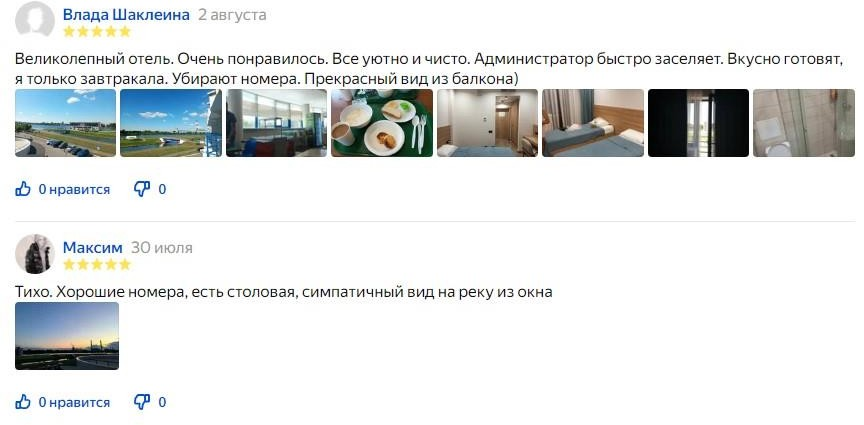 Влада Шаклеина 2 августа
Великолепный отель. Очень понравилось. Все уютно и чисто. Администратор быстро заселяет. Вкусно готовят,
я только завтракала. Убирают номера. Прекрасный вид из балкона)
0 нравится 0
Максим 30 июля
Тихо. Хорошие номера, есть столовая, симпатичный вид на реку из окна
0 нравится 0